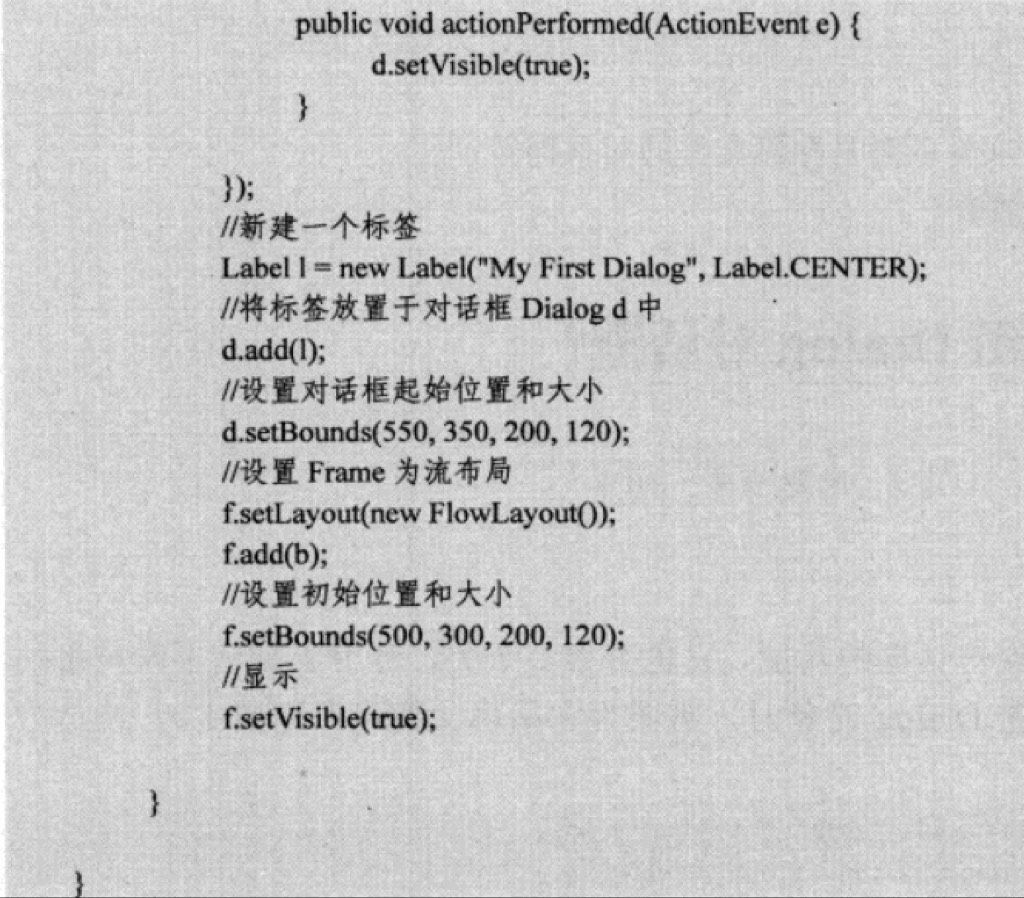 public void actionPerformed(ActionEvent e) {
d.setVisible(true);
}
});
//新建一个标签
Label l = new Label("My First Dialog", Label.CENTER);
//将标签放置于对话框 Dialog d 中
d.add(l);
//设置对话框起始位置和大小
d.setBounds(550, 350, 200, 120);
//设置 Frame 为流布局
f.setLayout(new FlowLayout());
f.add(b);
//设置初始位置和大小
f.setBounds(500, 300, 200, 120);
//显示
f.setVisible(true);
}
}